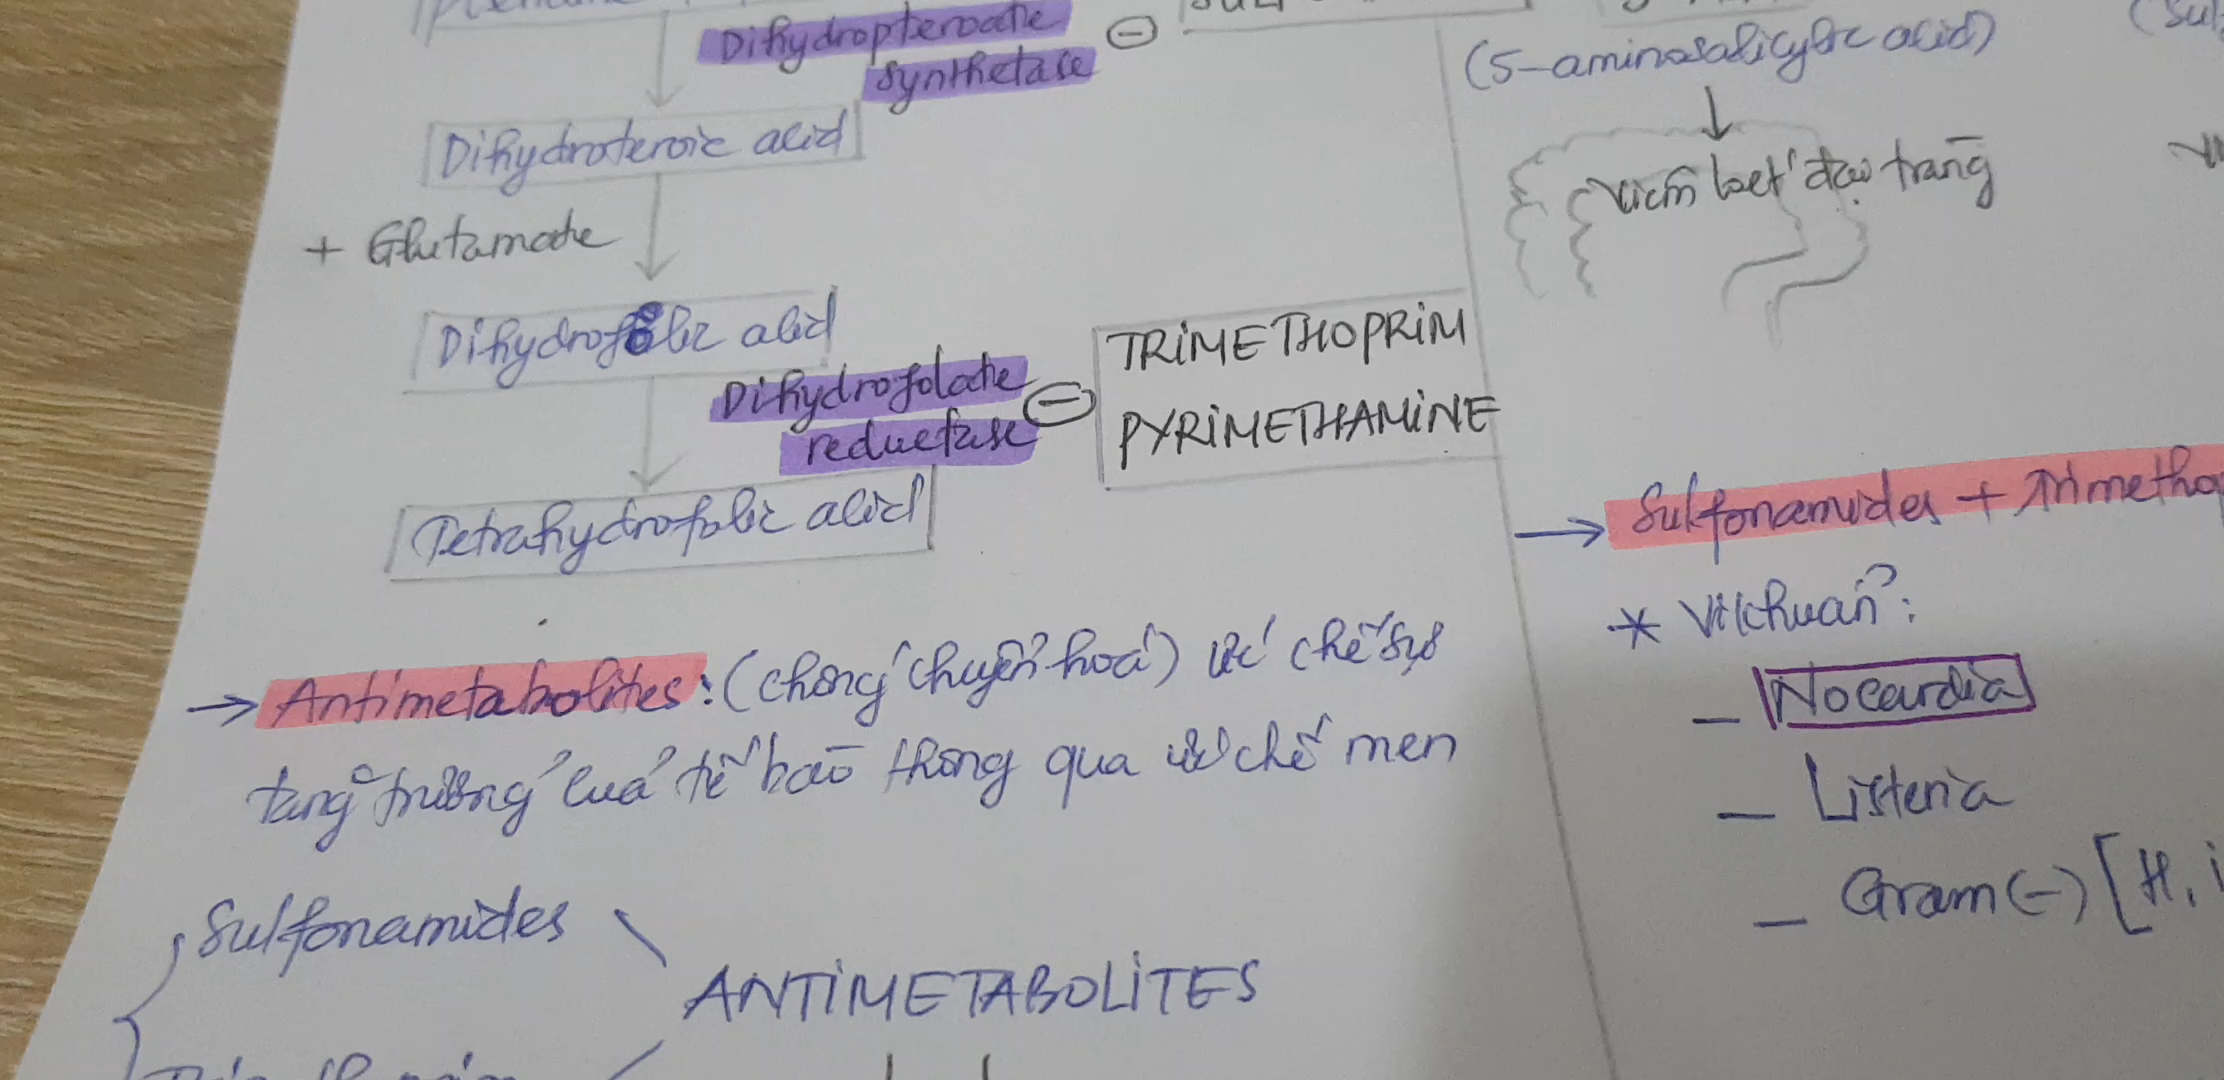 Dihydropteroate
synthetase
Dihydroteroic acid
+ Glutamate
Dihydrofolic acid
Dihydrofolate
reductase
TRIMETHOPRIM
PYRIMETHAMINE
Tetrahydrofolic acid
→ Antimetabolites: (chống chuyển hoá) ức chế sự
tăng trưởng của tế bào thông qua ức chế men
Sulfonamides
ANTIMETABOLITES
(5-aminosalicylic acid)
viêm loét đại tràng
→ Sulfonamides + Trimethop
* Vi khuẩn:
- Nocardia
- Listeria
- Gram (-) [H. i